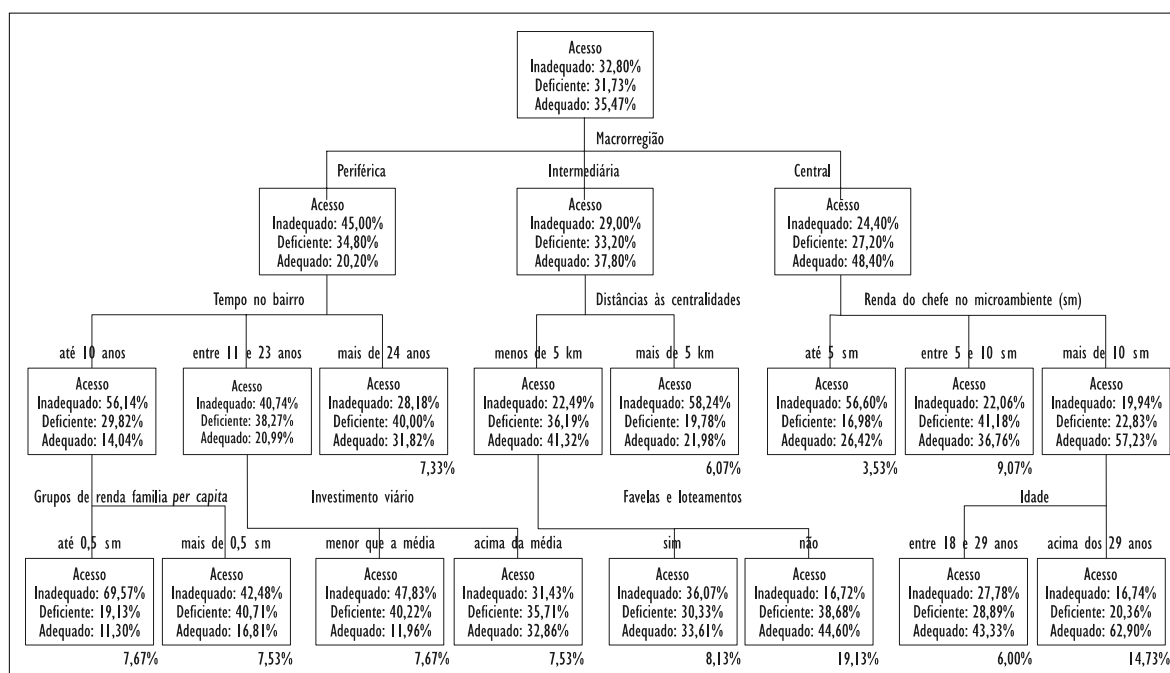 Acesso
Inadequado: 32,80%
Deficiente: 31,73%
Adequado: 35,47%
Macrorregião
Periférica
Intermediária
Central
Acesso
Inadequado: 45,00%
Deficiente: 34,80%
Adequado: 20,20%
Acesso
Inadequado: 29,00%
Deficiente: 33,20%
Adequado: 37,80%
Acesso
Inadequado: 24,40%
Deficiente: 27,20%
Adequado: 48,40%
Tempo no bairro
Distâncias às centralidades
Renda do chefe no microambiente (sm)
até 10 anos
entre 11 e 23 anos
mais de 24 anos
menos de 5 km
mais de 5 km
até 5 sm
entre 5 e 10 sm
mais de 10 sm
Acesso
Inadequado: 56,14%
Deficiente: 29,82%
Adequado: 14,04%
Acesso
Inadequado: 40,74%
Deficiente: 38,27%
Adequado: 20,99%
Acesso
Inadequado: 28,18%
Deficiente: 40,00%
Adequado: 31,82%
7,33%
Acesso
Inadequado: 22,49%
Deficiente: 36,19%
Adequado: 41,32%
Acesso
Inadequado: 58,24%
Deficiente: 19,78%
Adequado: 21,98%
6,07%
Acesso
Inadequado: 56,60%
Deficiente: 16,98%
Adequado: 26,42%
3,53%
Acesso
Inadequado: 22,06%
Deficiente: 41,18%
Adequado: 36,76%
9,07%
Acesso
Inadequado: 19,94%
Deficiente: 22,83%
Adequado: 57,23%
Grupos de renda familia per capita
Investimento viário
Favelas e loteamentos
Idade
até 0,5 sm
mais de 0,5 sm
menor que a média
acima da média
sim
não
entre 18 e 29 anos
acima dos 29 anos
Acesso
Inadequado: 69,57%
Deficiente: 19,13%
Adequado: 11,30%
7,67%
Acesso
Inadequado: 42,48%
Deficiente: 40,71%
Adequado: 16,81%
7,53%
Acesso
Inadequado: 47,83%
Deficiente: 40,22%
Adequado: 11,96%
7,67%
Acesso
Inadequado: 31,43%
Deficiente: 35,71%
Adequado: 32,86%
7,53%
Acesso
Inadequado: 36,07%
Deficiente: 30,33%
Adequado: 33,61%
8,13%
Acesso
Inadequado: 16,72%
Deficiente: 38,68%
Adequado: 44,60%
19,13%
Acesso
Inadequado: 27,78%
Deficiente: 28,89%
Adequado: 43,33%
6,00%
Acesso
Inadequado: 16,74%
Deficiente: 20,36%
Adequado: 62,90%
14,73%